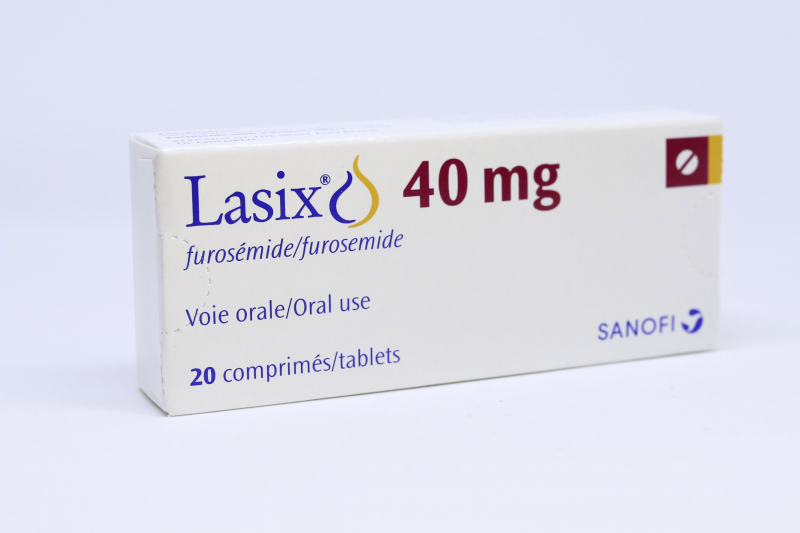 Lasix® 40 mg
furosémide/furosemide
Voie orale/Oral use
20 comprimés/tablets
SANOFI